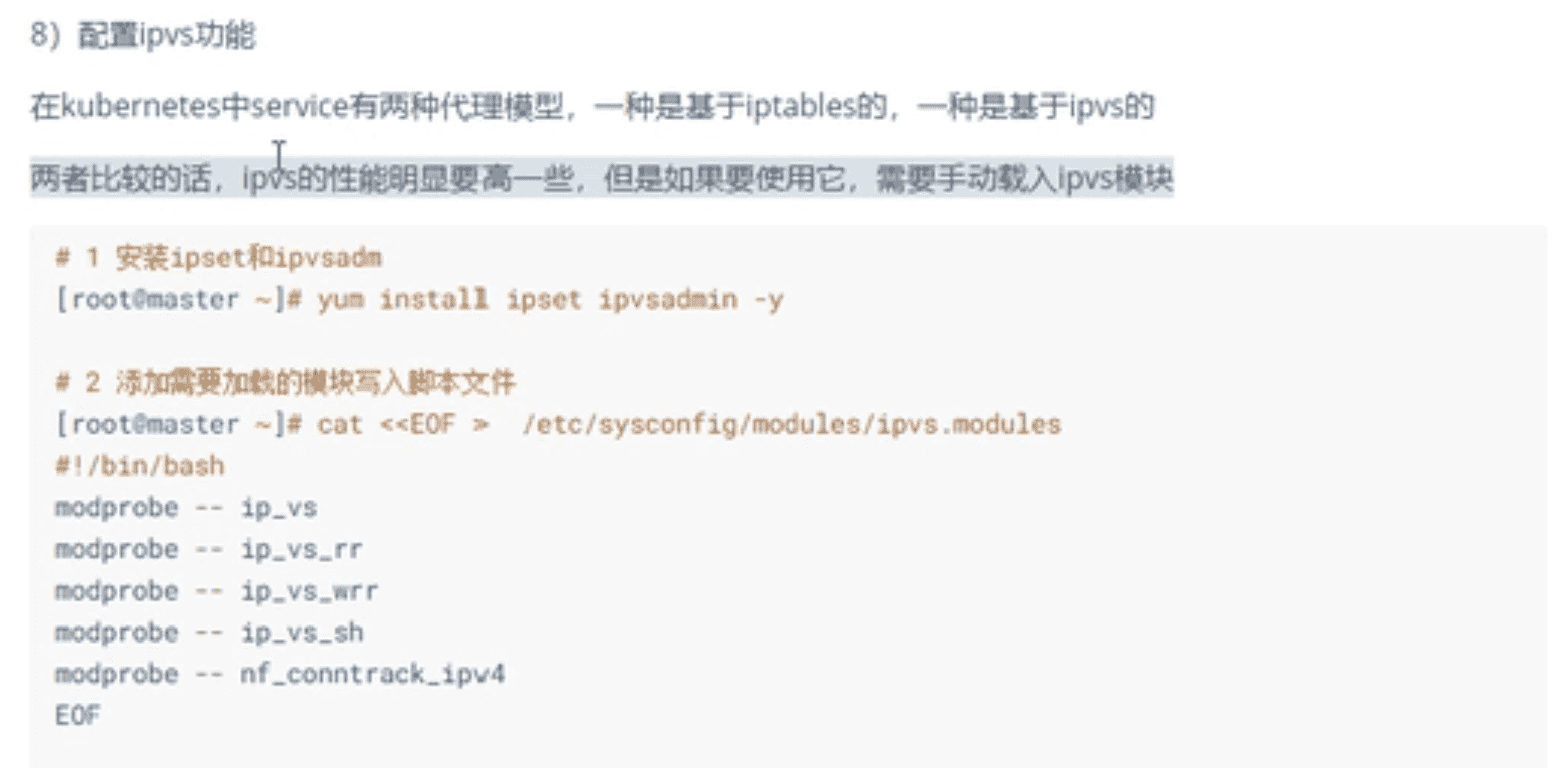 8）配置ipvs功能
在kubernetes中service有两种代理模型，一种是基于iptables的，一种是基于ipvs的
两者比较的话，ipvs的性能明显要高一些，但是如果要使用它，需要手动载入ipvs模块
# 1 安装ipset和ipvsadm
[root@master ~]# yum install ipset ipvsadmin -y
# 2 添加需要加载的模块写入脚本文件
[root@master ~]# cat <<EOF >  /etc/sysconfig/modules/ipvs.modules
#!/bin/bash
modprobe -- ip_vs
modprobe -- ip_vs_rr
modprobe -- ip_vs_wrr
modprobe -- ip_vs_sh
modprobe -- nf_conntrack_ipv4
EOF